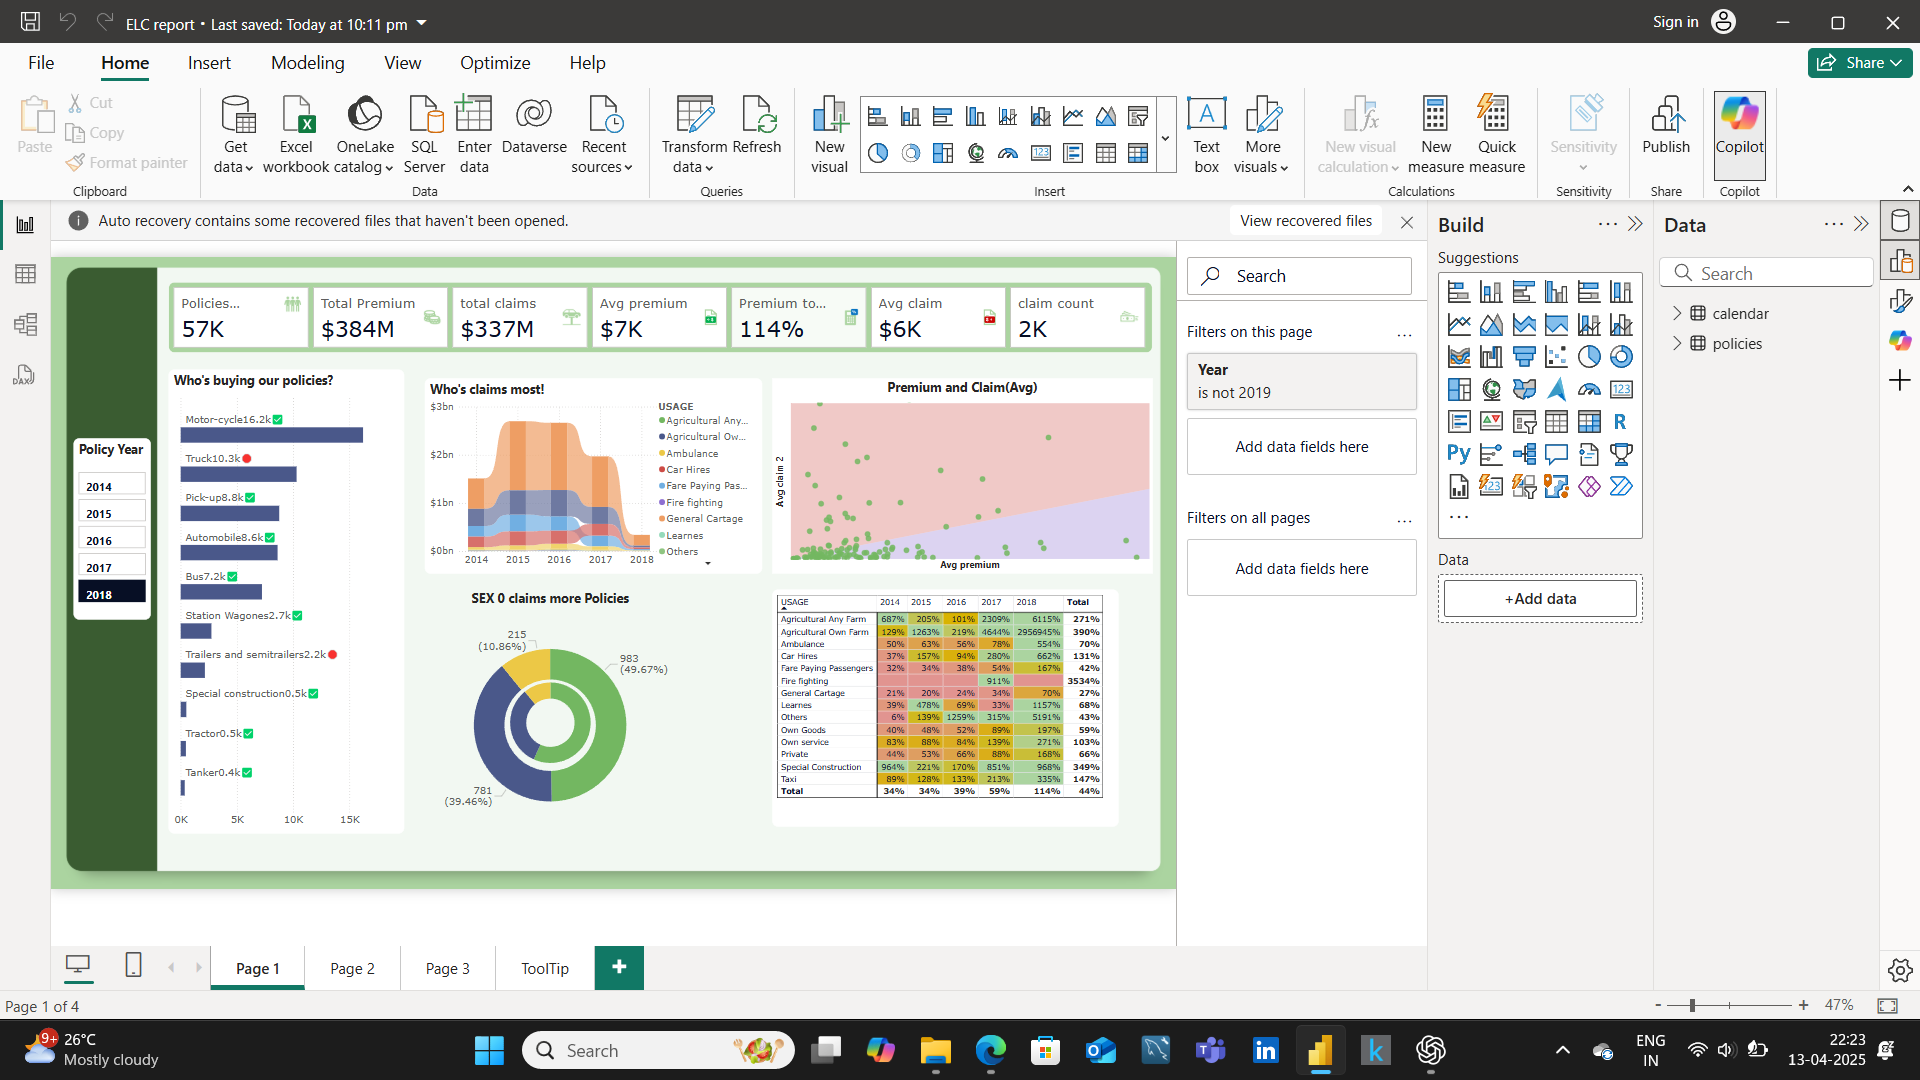 ELC report • Last saved: Today at 10:11 pm
Sign in
File Home Insert Modeling View Optimize Help
Share
Paste
Cut
Copy
Format painter
Clipboard
Get data
Excel workbook
OneLake catalog
SQL Server
Enter data
Dataverse
Recent sources
Data
Transform data
Refresh
Queries
New visual
Text box
More visuals
Insert
New visual calculation
New measure
Quick measure
Calculations
Sensitivity
Sensitivity
Publish
Share
Copilot
Copilot
Auto recovery contains some recovered files that haven't been opened.
View recovered files
Policies...
57K
Total Premium
$384M
total claims
$337M
Avg premium
$7K
Premium to...
114%
Avg claim
$6K
claim count
2K
Policy Year
2014
2015
2016
2017
2018
Who's buying our policies?
Motor-cycle16.2k
Truck10.3k
Pick-up8.8k
Automobile8.6k
Bus7.2k
Station Wagones2.7k
Trailers and semitrailers2.2k
Special construction0.5k
Tractor0.5k
Tanker0.4k
0K 5K 10K 15K
Who's claims most!
$3bn
$2bn
$1bn
$0bn
2014 2015 2016 2017 2018
USAGE
Agricultural Any...
Agricultural Ow...
Ambulance
Car Hires
Fare Paying Pas...
Fire fighting
General Cartage
Learnes
Others
Premium and Claim(Avg)
Avg claim 2
Avg premium
SEX 0 claims more Policies
215
(10.86%)
983
(49.67%)
781
(39.46%)
USAGE 2014 2015 2016 2017 2018 Total
Agricultural Any Farm 687% 205% 101% 2309% 6115% 271%
Agricultural Own Farm 129% 1263% 219% 4644% 2956945% 390%
Ambulance 50% 63% 56% 78% 554% 70%
Car Hires 37% 157% 94% 280% 662% 131%
Fare Paying Passengers 32% 34% 38% 54% 167% 42%
Fire fighting 911% 3534%
General Cartage 21% 20% 24% 34% 70% 27%
Learnes 39% 478% 69% 33% 1157% 68%
Others 6% 139% 1259% 315% 5191% 43%
Own Goods 40% 48% 52% 89% 197% 59%
Own service 83% 88% 84% 139% 271% 103%
Private 44% 53% 66% 88% 168% 66%
Special Construction 964% 221% 170% 851% 968% 349%
Taxi 89% 128% 133% 213% 335% 147%
Total 34% 34% 39% 59% 114% 44%
Search
Filters on this page ...
Year
is not 2019
Add data fields here
Filters on all pages ...
Add data fields here
Build
Suggestions
123
R
Py
...
Data
+Add data
Data
Search
calendar
policies
DAX
Page 1 Page 2 Page 3 ToolTip +
Page 1 of 4
- + 47%
9+
26°C
Mostly cloudy
Search
ENG
IN
22:23
13-04-2025